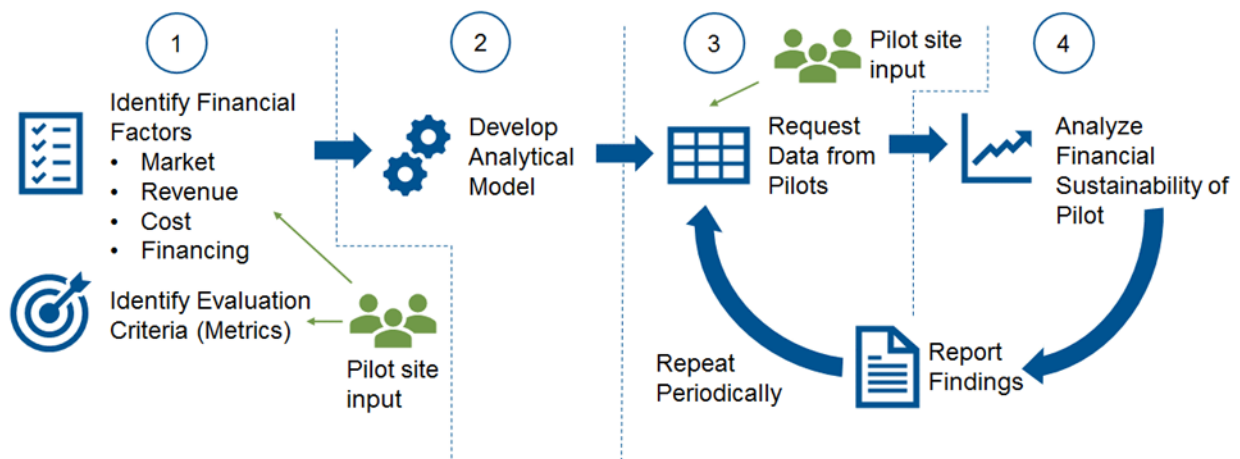 1
Identify Financial
Factors
• Market
• Revenue
• Cost
• Financing
Identify Evaluation
Criteria (Metrics)
Pilot site
input
2
Develop
Analytical
Model
3
Pilot site
input
Request
Data from
Pilots
4
Analyze
Financial
Sustainability of
Pilot
Report
Findings
Repeat
Periodically